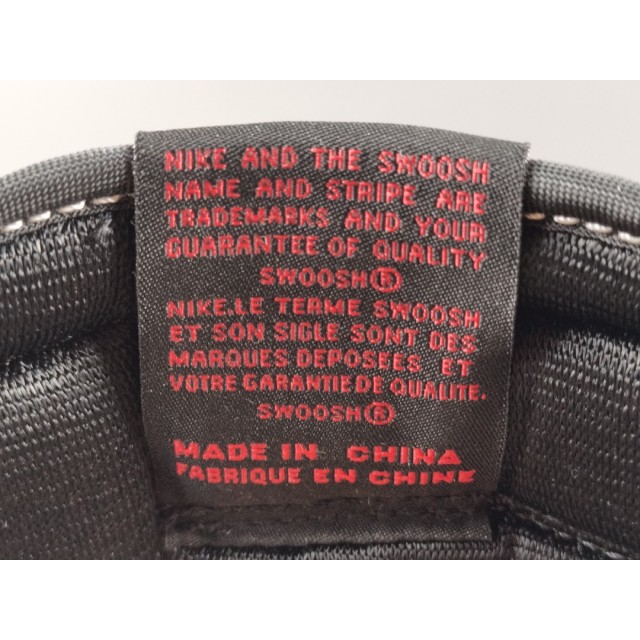 NIKE AND THE SWOOSH
NAME AND STRIPE ARE
TRADEMARKS AND YOUR
GUARANTEE OF QUALITY
SWOOSH®
NIKE.LE TERME SWOOSH
ET SON SIGLE SONT DES
MARQUES DEPOSEES ET
VOTRE GARANTIE DE QUALITE.
SWOOSH®
MADE IN CHINA
FABRIQUE EN CHINE